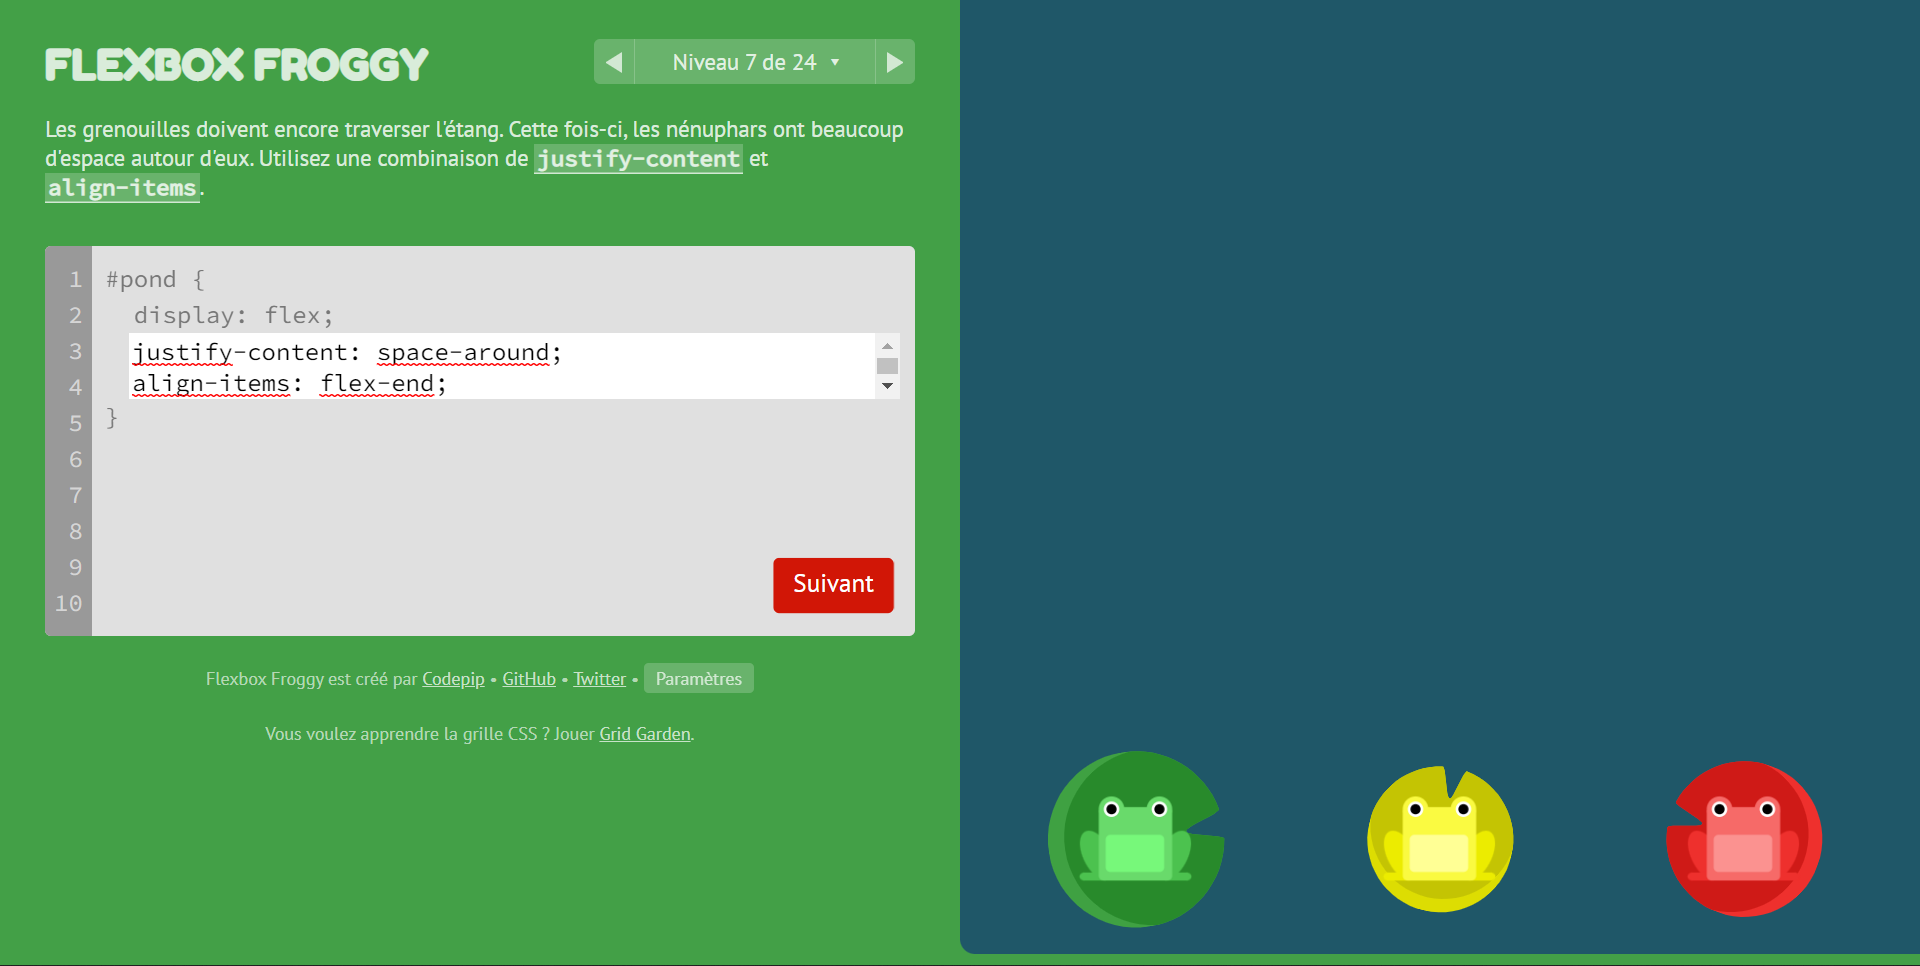 FLEXBOX FROGGY
Niveau 7 de 24 ▼
Les grenouilles doivent encore traverser l'étang. Cette fois-ci, les nénuphars ont beaucoup
d'espace autour d'eux. Utilisez une combinaison de justify-content et
align-items.
1 #pond {
2 display: flex;
3 justify-content: space-around;
4 align-items: flex-end;
5 }
6
7
8
9
10
Suivant
Flexbox Froggy est créé par Codepip • GitHub • Twitter • Paramètres
Vous voulez apprendre la grille CSS ? Jouer Grid Garden.